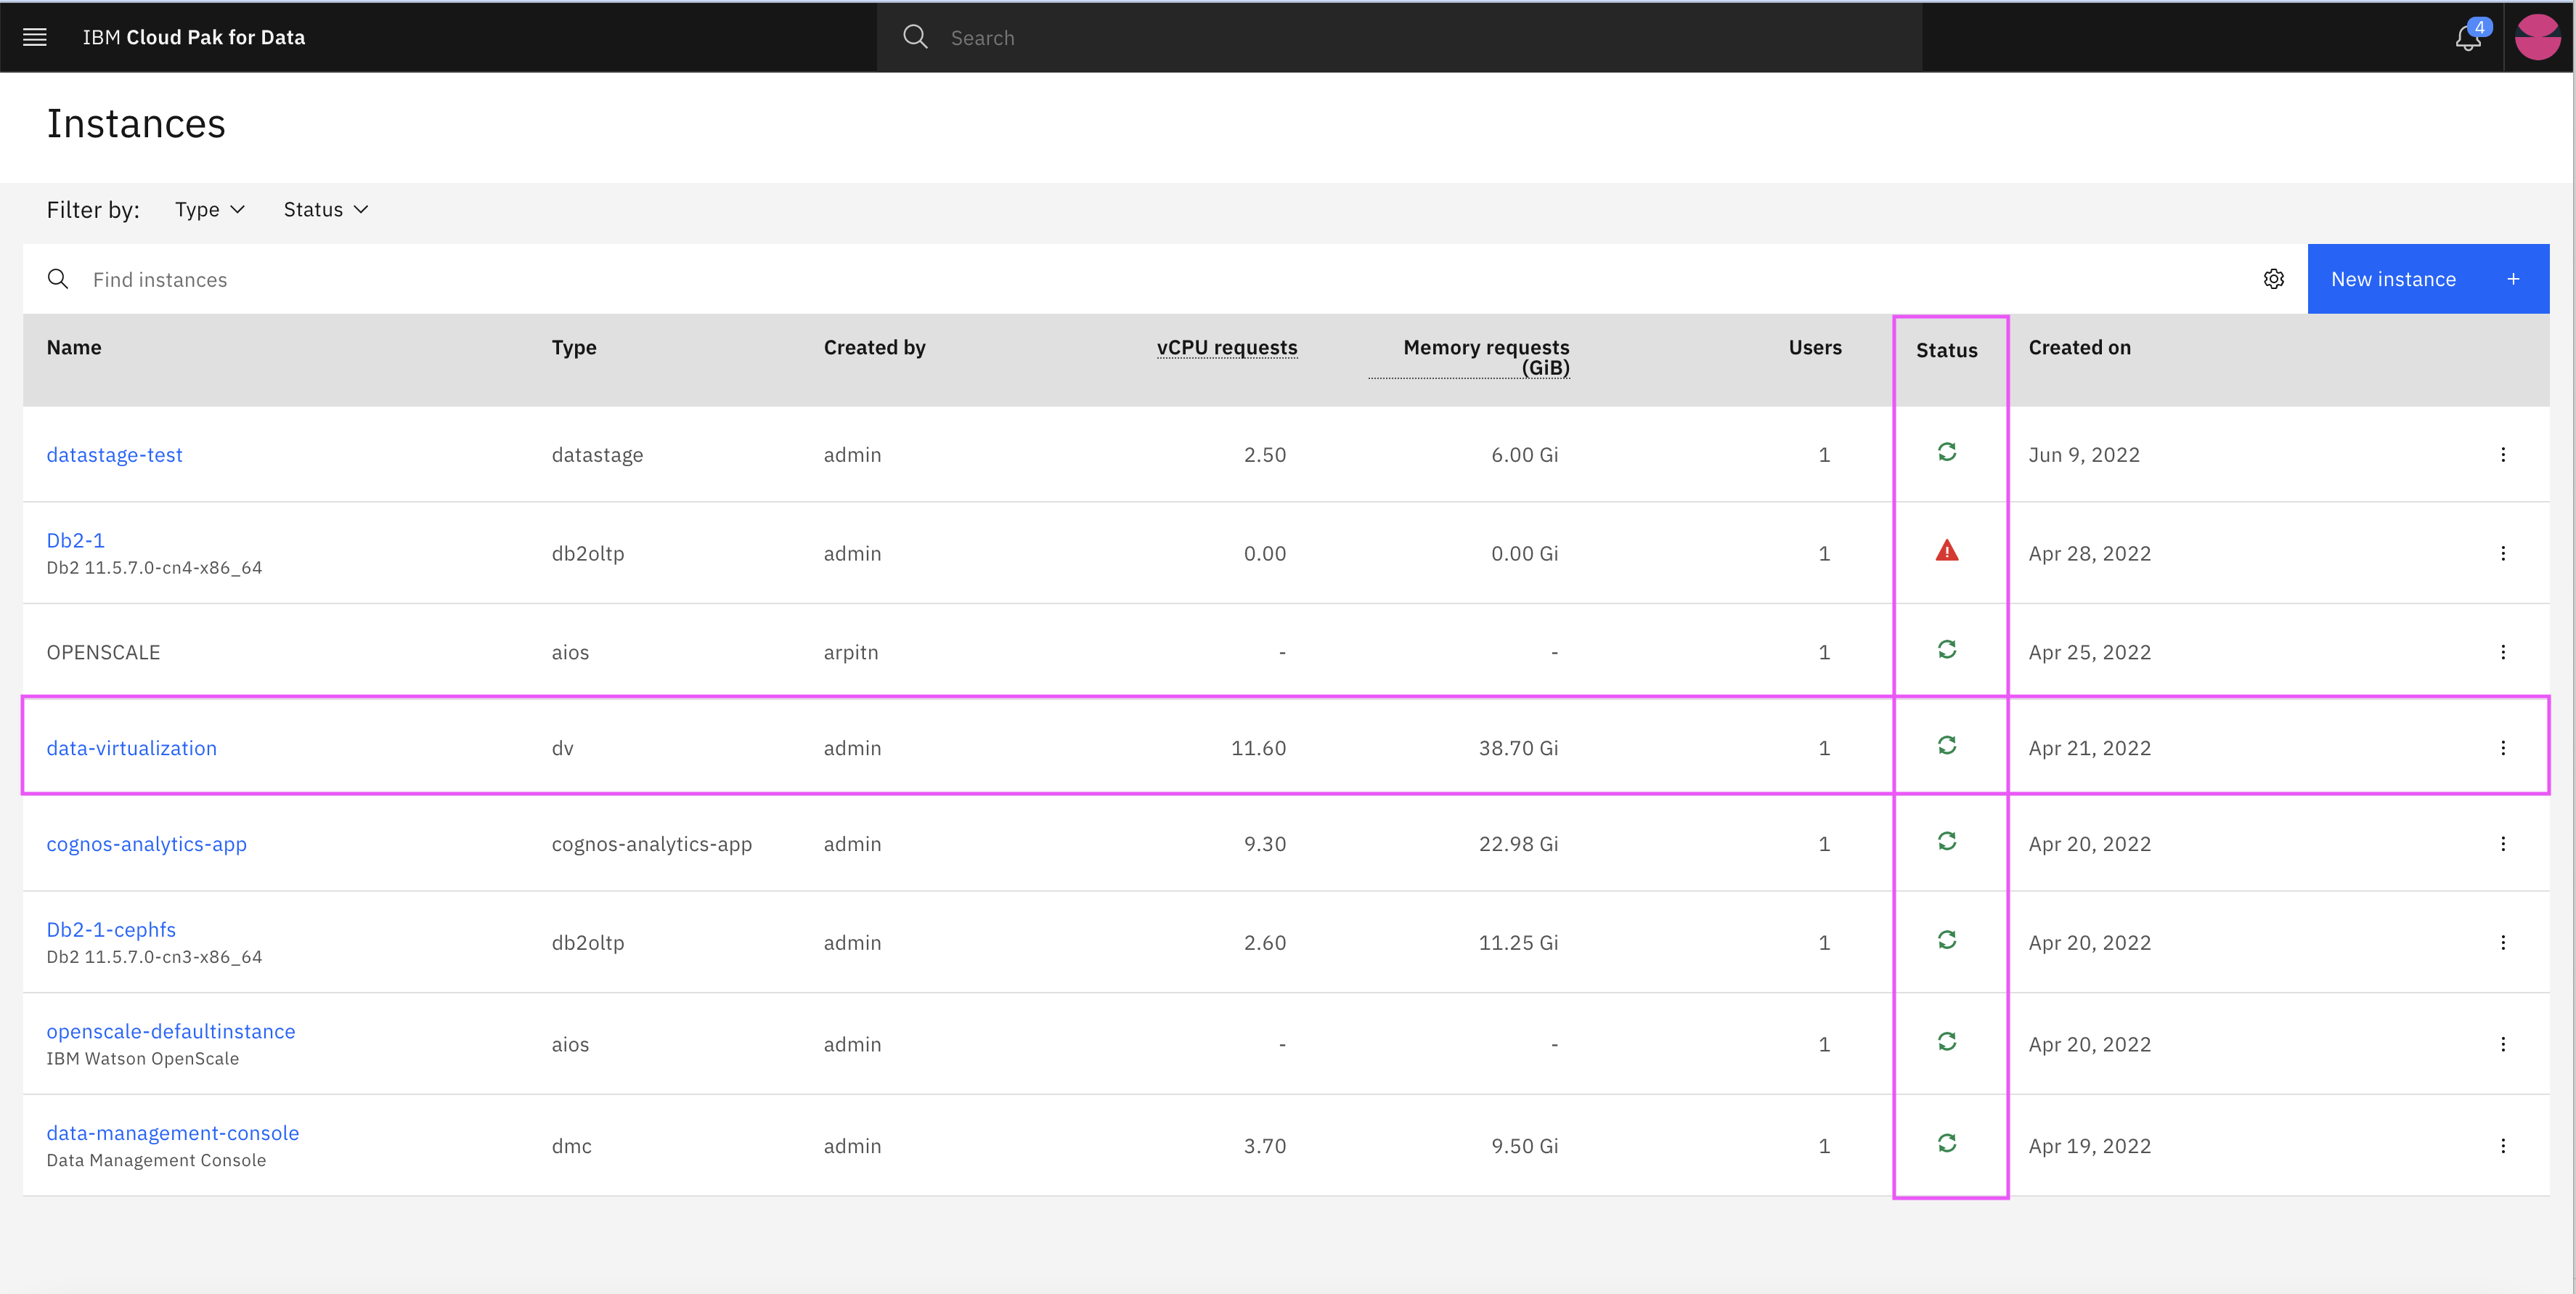 IBM Cloud Pak for Data
Search
4
Instances
Filter by: Type Status
Find instances
New instance +
Name Type Created by vCPU requests Memory requests (GiB) Users Status Created on
datastage-test datastage admin 2.50 6.00 Gi 1 Jun 9, 2022
Db2-1
Db2 11.5.7.0-cn4-x86_64 db2oltp admin 0.00 0.00 Gi 1 Apr 28, 2022
OPENSCALE aios arpitn - - 1 Apr 25, 2022
data-virtualization dv admin 11.60 38.70 Gi 1 Apr 21, 2022
cognos-analytics-app cognos-analytics-app admin 9.30 22.98 Gi 1 Apr 20, 2022
Db2-1-cephfs
Db2 11.5.7.0-cn3-x86_64 db2oltp admin 2.60 11.25 Gi 1 Apr 20, 2022
openscale-defaultinstance
IBM Watson OpenScale aios admin - - 1 Apr 20, 2022
data-management-console
Data Management Console dmc admin 3.70 9.50 Gi 1 Apr 19, 2022